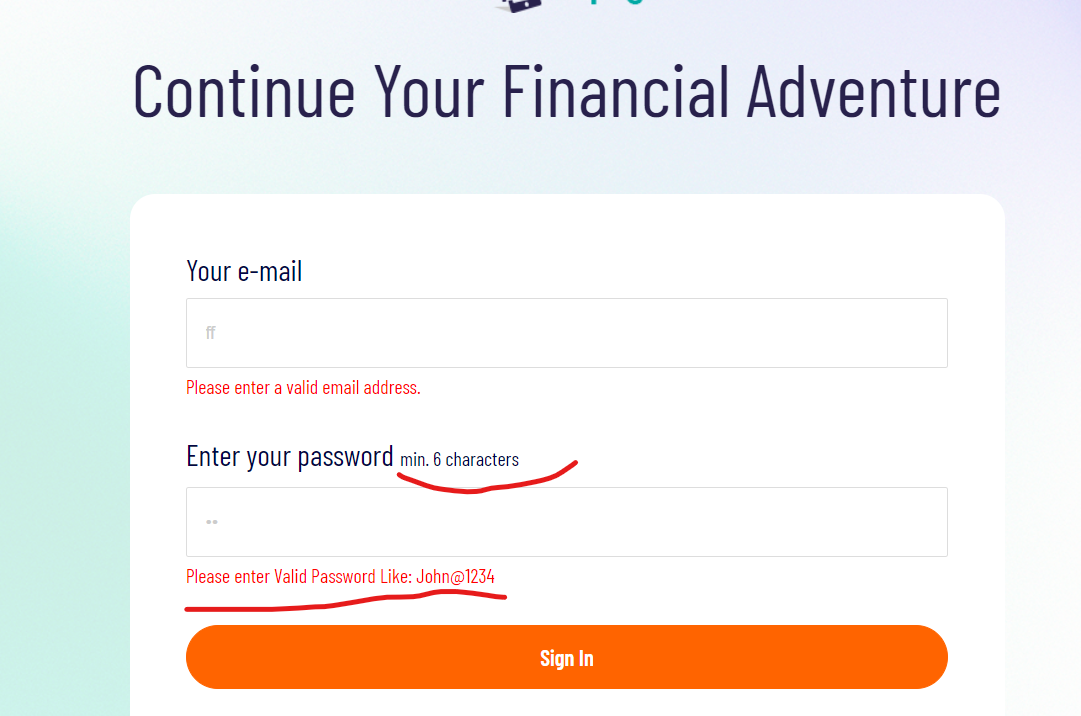 Continue Your Financial Adventure
Your e-mail
ff
Please enter a valid email address.
Enter your password min. 6 characters
••
Please enter Valid Password Like: John@1234
Sign In